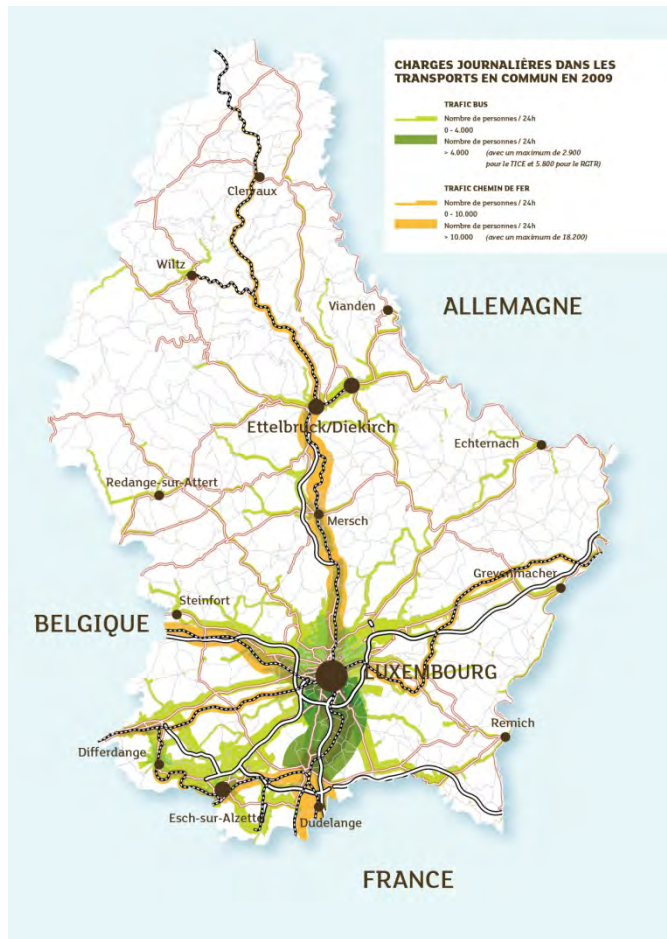 CHARGES JOURNALIÈRES DANS LES
TRANSPORTS EN COMMUN EN 2009
TRAFIC BUS
Nombre de personnes / 24h
0 - 4.000
Nombre de personnes / 24h
> 4.000 (avec un maximum de 2.900
pour le TICE et 5.800 pour le RGTR)
TRAFIC CHEMIN DE FER
Nombre de personnes / 24h
0 - 10.000
Nombre de personnes / 24h
> 10.000 (avec un maximum de 18.200)
Clervaux
Wiltz
Vianden
ALLEMAGNE
Ettelbruck/Diekirch
Echternach
Redange-sur-Attert
Mersch
Grevenmacher
Steinfort
BELGIQUE
LUXEMBOURG
Remich
Differdange
Esch-sur-Alzette
Dudelange
FRANCE